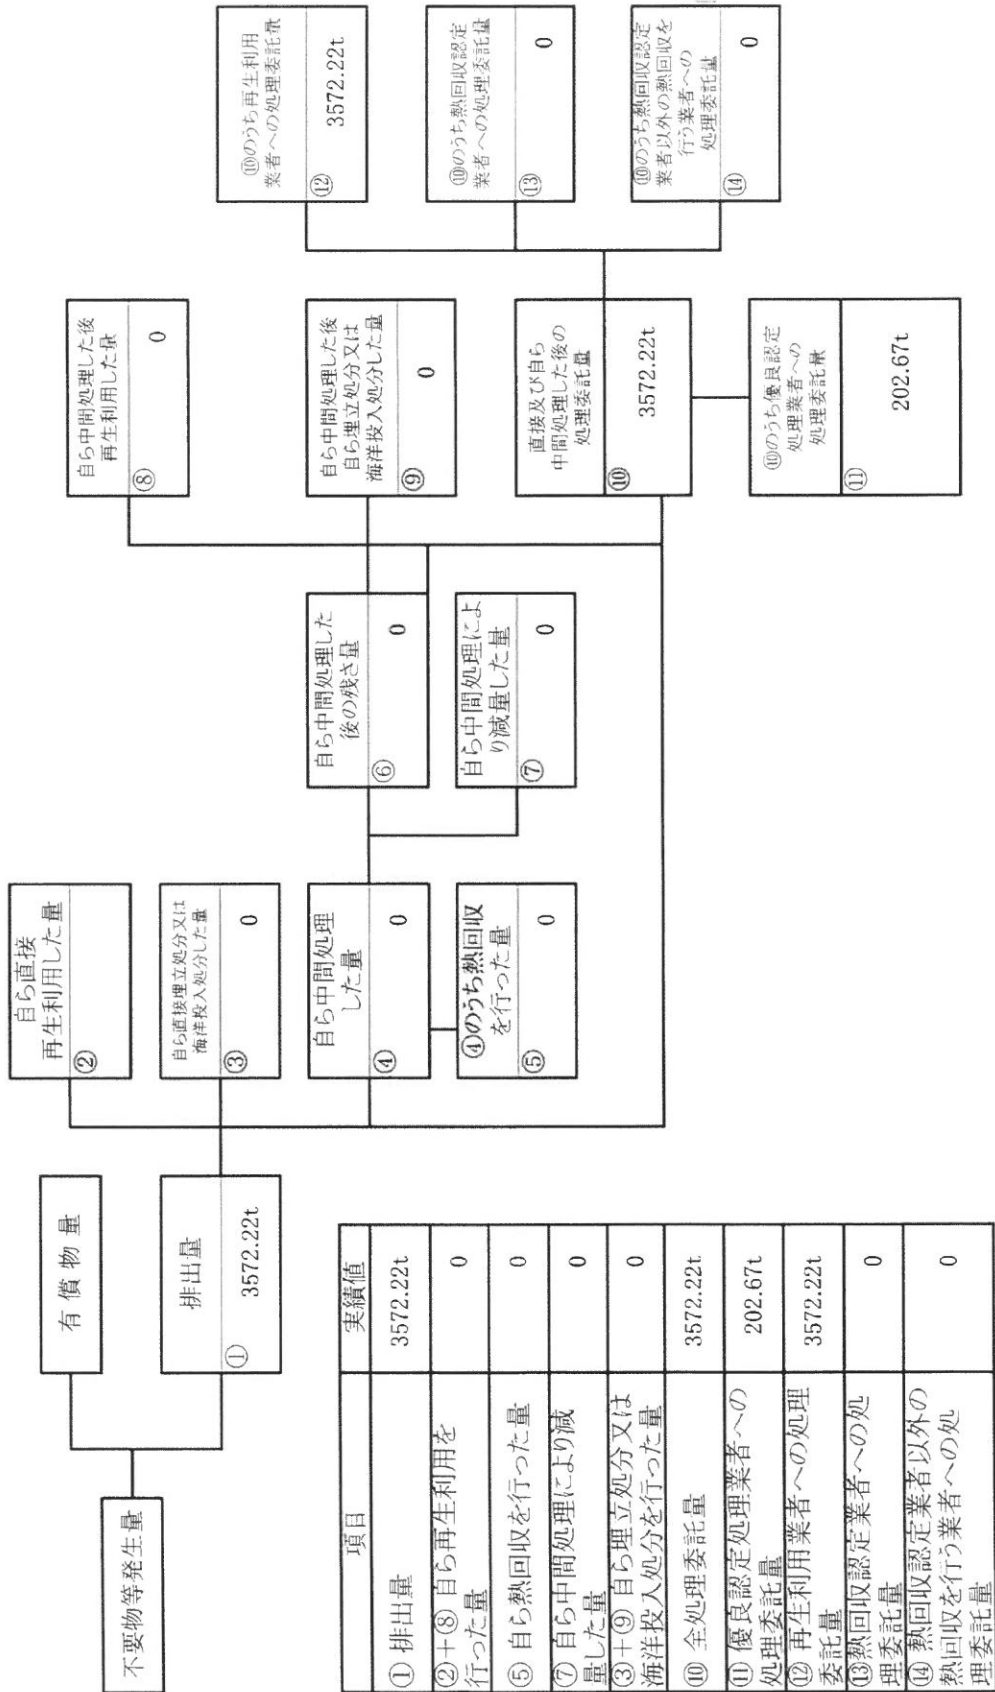 不要物等発生量
有償物量
排出量
①
3572.22t
自ら直接
再生利用した量
②
自ら直接埋立処分又は
海洋投入処分した量
③
0
自ら中間処理
した量
④
0
④のうち熱回収
を行った量
⑤
0
自ら中間処理した
後の残さ量
⑥
0
自ら中間処理によ
り減量した量
⑦
0
自ら中間処理した後
再生利用した量
⑧
0
自ら中間処理した後
自ら埋立処分又は
海洋投入処分した量
⑨
0
直接及び自ら
中間処理した後の
処理委託量
⑩
3572.22t
⑩のうち優良認定
処理業者への
処理委託量
⑪
202.67t
⑩のうち再生利用
業者への処理委託量
⑫
3572.22t
⑩のうち熱回収認定
業者への処理委託量
⑬
0
⑩のうち熱回収認定
業者以外の熱回収を
行う業者への
処理委託量
⑭
0
項目 実績値
①排出量 3572.22t
②+⑧ 自ら再生利用を
行った量 0
⑤ 自ら熱回収を行った量 0
⑦ 自ら中間処理により減
量した量 0
③+⑨ 自ら埋立処分又は
海洋投入処分を行った量 0
⑩ 全処理委託量 3572.22t
⑪ 優良認定処理業者への
処理委託量 202.67t
⑫ 再生利用業者への処理
委託量 3572.22t
⑬熱回収認定業者への処
理委託量 0
⑭ 熱回収認定業者以外の
熱回収を行う業者への処
理委託量 0